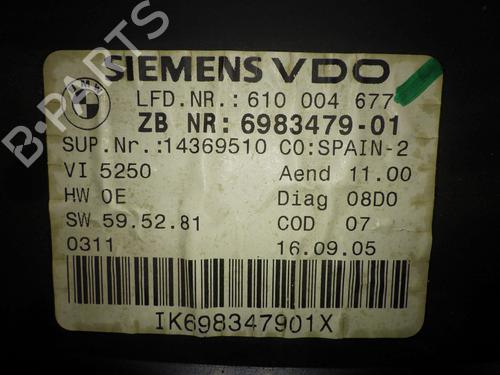 SIEMENS VDO
BMW
LFD.NR.:610 004 677
ZB NR:6983479-01
SUP.Nr.:14369510 CO:SPAIN-2
VI 5250 Aend 11.00
HW 0E Diag 08D0
SW 59.52.81 COD 07
0311 16.09.05
IK698347901X
B-PARTS